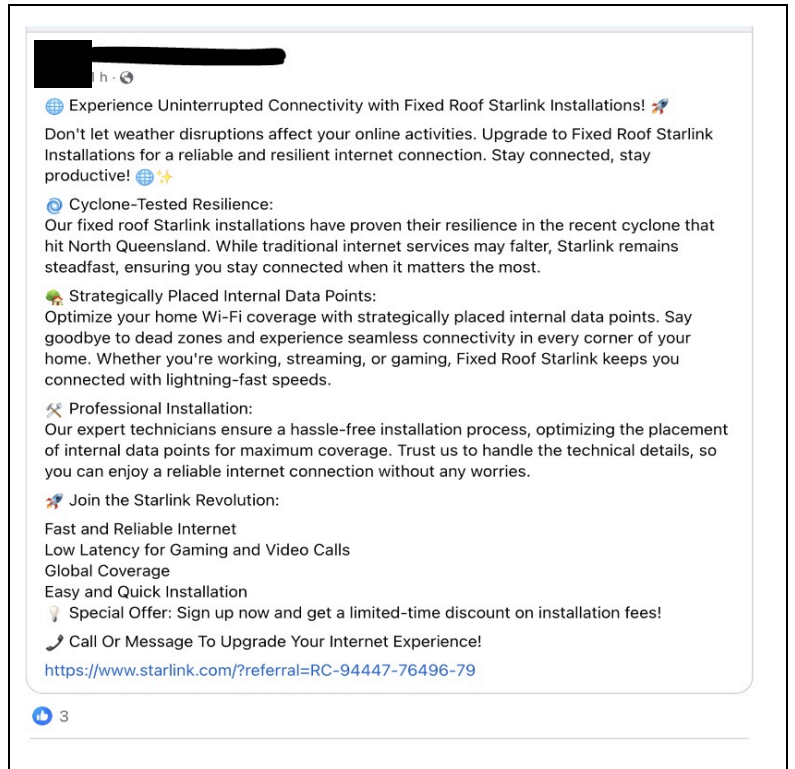 1 h ·
🌐 Experience Uninterrupted Connectivity with Fixed Roof Starlink Installations! 🚀
Don't let weather disruptions affect your online activities. Upgrade to Fixed Roof Starlink
Installations for a reliable and resilient internet connection. Stay connected, stay
productive! 🌐✨
🌀 Cyclone-Tested Resilience:
Our fixed roof Starlink installations have proven their resilience in the recent cyclone that
hit North Queensland. While traditional internet services may falter, Starlink remains
steadfast, ensuring you stay connected when it matters the most.
🏡 Strategically Placed Internal Data Points:
Optimize your home Wi-Fi coverage with strategically placed internal data points. Say
goodbye to dead zones and experience seamless connectivity in every corner of your
home. Whether you're working, streaming, or gaming, Fixed Roof Starlink keeps you
connected with lightning-fast speeds.
🛠️ Professional Installation:
Our expert technicians ensure a hassle-free installation process, optimizing the placement
of internal data points for maximum coverage. Trust us to handle the technical details, so
you can enjoy a reliable internet connection without any worries.
🚀 Join the Starlink Revolution:
Fast and Reliable Internet
Low Latency for Gaming and Video Calls
Global Coverage
Easy and Quick Installation
💡 Special Offer: Sign up now and get a limited-time discount on installation fees!
📞 Call Or Message To Upgrade Your Internet Experience!
https://www.starlink.com/?referral=RC-94447-76496-79
3